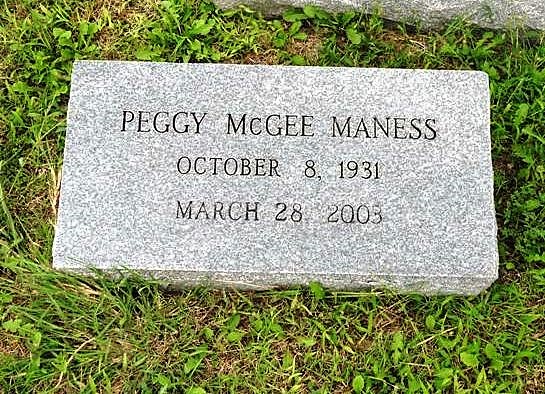 PEGGY McGEE MANESS
OCTOBER 8, 1931
MARCH 28 2003